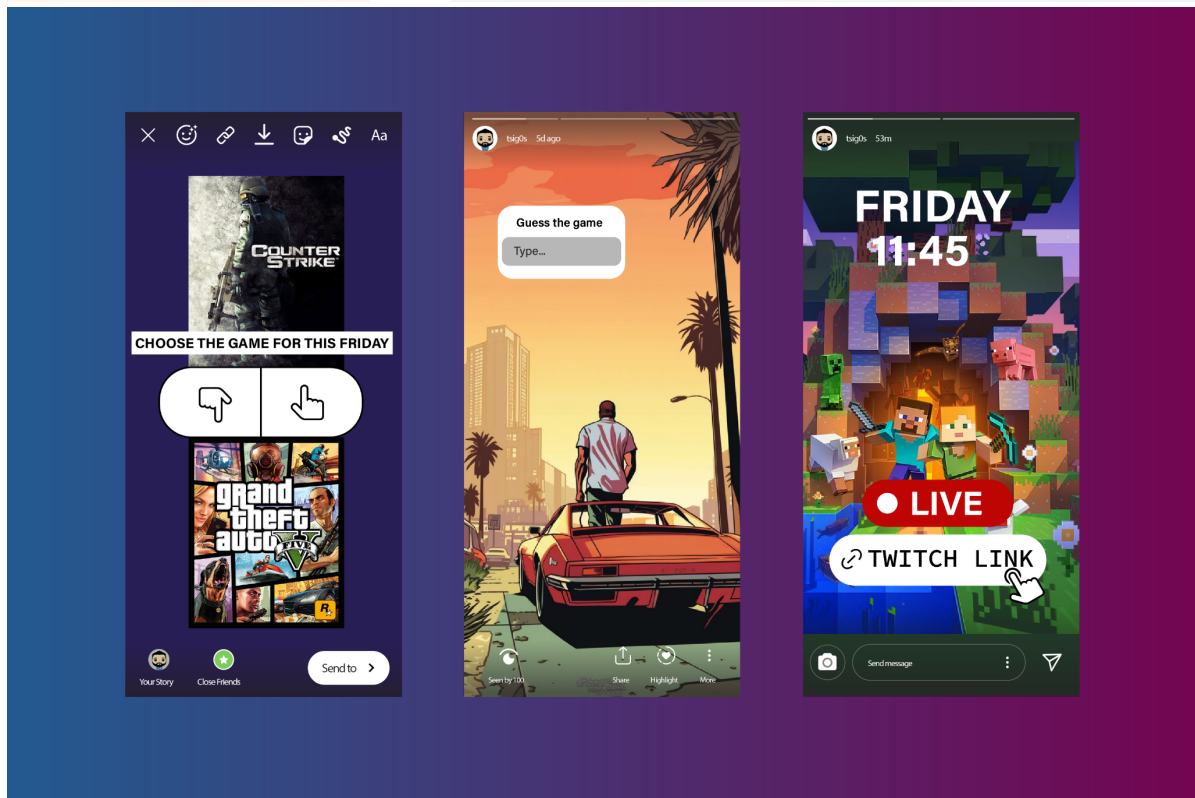 Aa
COUNTER
STRIKE
CHOOSE THE GAME FOR THIS FRIDAY
grand
theft
auto
V
FIVE
R
Your Story
Close Friends
Send to
tsig0s 5d ago
Guess the game
Type...
Seen by 100
Share
Highlight
More
tsig0s 53m
FRIDAY
11:45
LIVE
TWITCH LINK
Send message